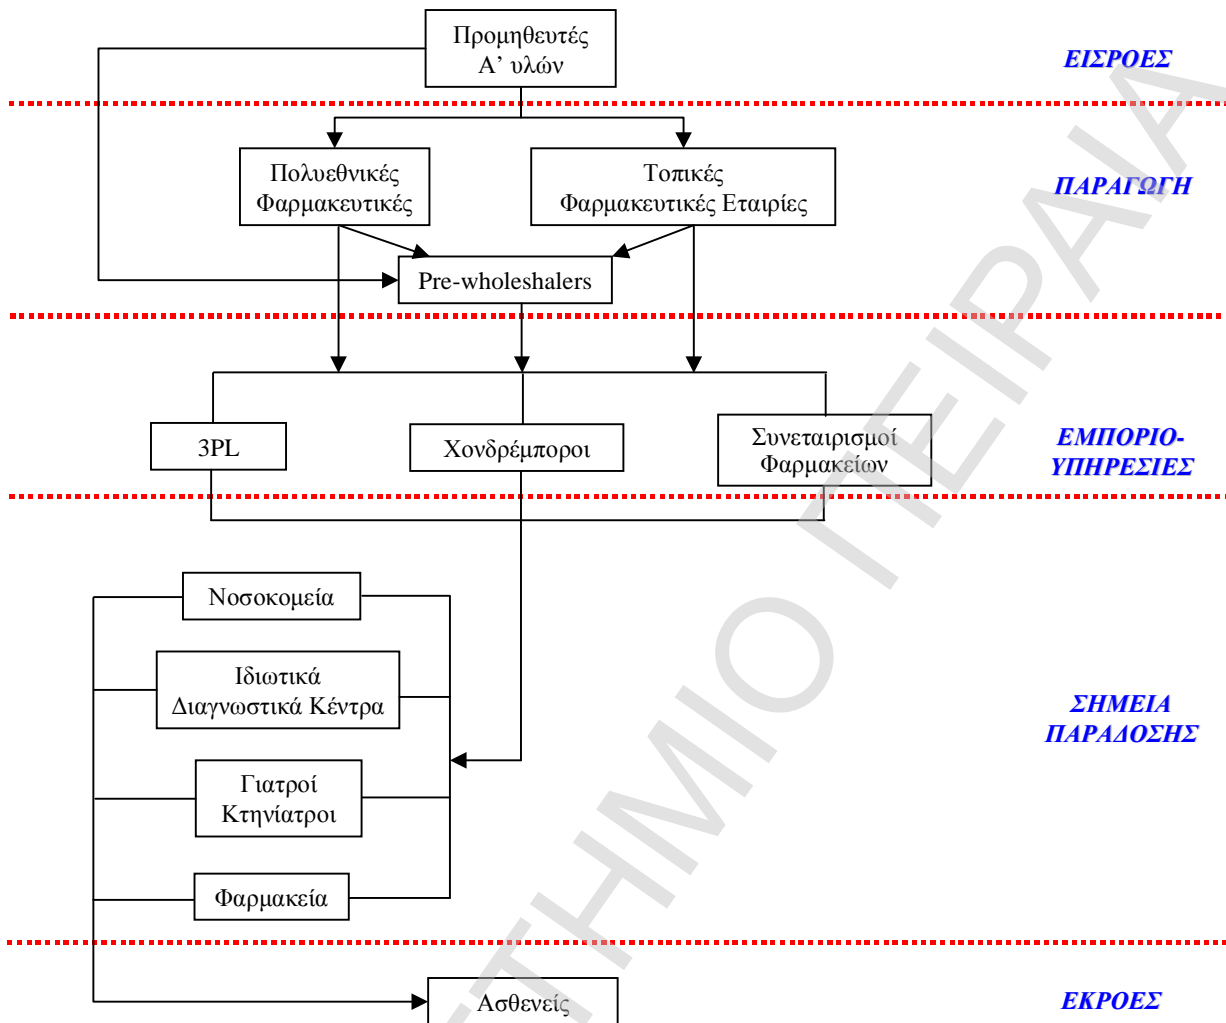 Προμηθευτές
Α’ υλών
ΕΙΣΡΟΕΣ
Πολυεθνικές
Φαρμακευτικές
Τοπικές
Φαρμακευτικές Εταιρίες
ΠΑΡΑΓΩΓΗ
Pre-wholeshalers
3PL
Χονδρέμποροι
Συνεταιρισμοί
Φαρμακείων
ΕΜΠΟΡΙΟ-
ΥΠΗΡΕΣΙΕΣ
Νοσοκομεία
Ιδιωτικά
Διαγνωστικά Κέντρα
ΣΗΜΕΙΑ
ΠΑΡΑΔΟΣΗΣ
Γιατροί
Κτηνίατροι
Φαρμακεία
Ασθενείς
ΕΚΡΟΕΣ
ΠΕΙΡΑΙΑ